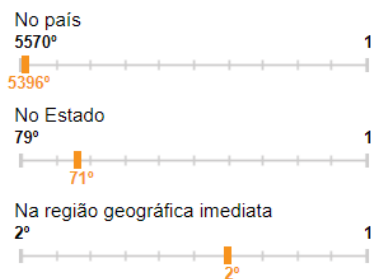 No país
5570º 1
5396º
No Estado
79º 1
71º
Na região geográfica imediata
2º 1
2º